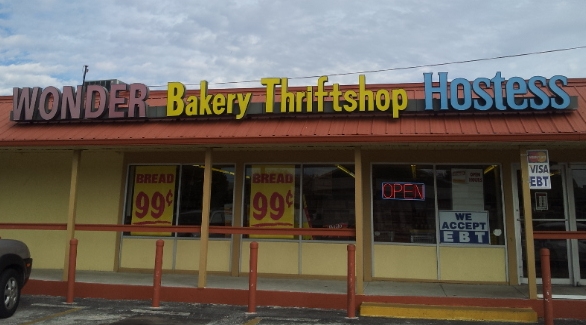 WONDER Bakery Thriftshop Hostess
BREAD
99¢
BREAD
99¢
OPEN
WE
ACCEPT
EBT
VISA
EBT